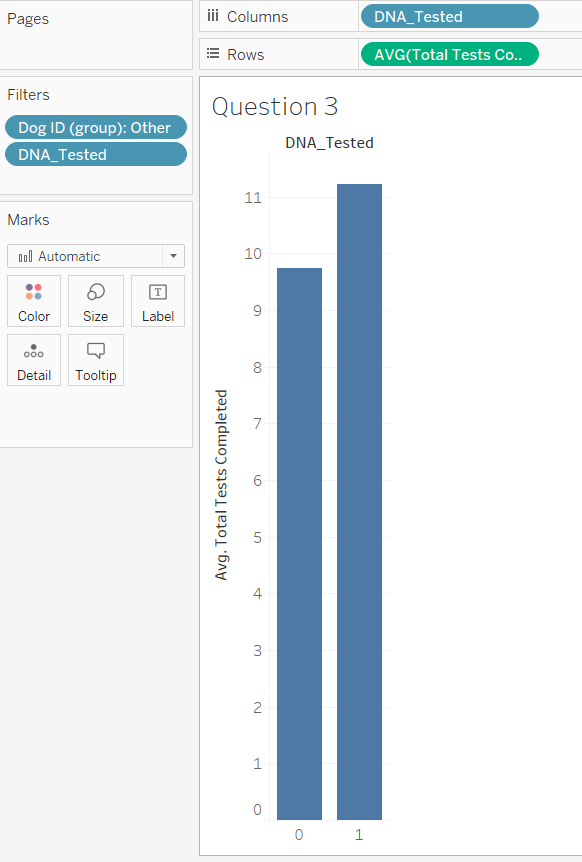 Pages
Columns
DNA_Tested
Rows
AVG(Total Tests Co..
Filters
Dog ID (group): Other
DNA_Tested
Marks
Automatic
Color
Size
T
Label
Detail
Tooltip
Question 3
DNA_Tested
Avg. Total Tests Completed
11
10
9
8
7
6
5
4
3
2
1
0
0 1